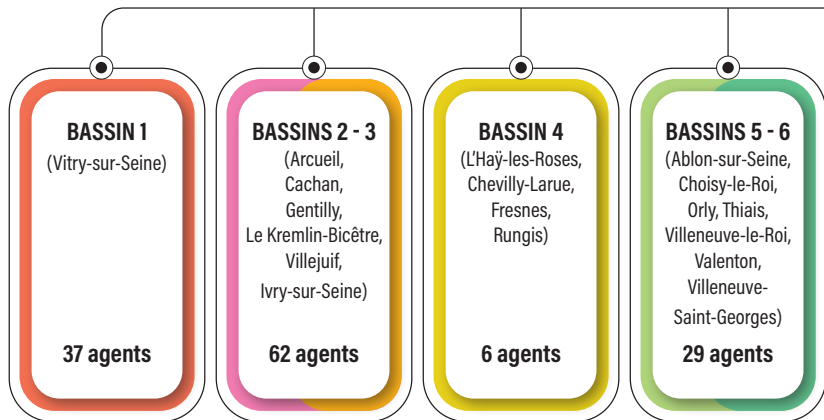 BASSIN 1
(Vitry-sur-Seine)
37 agents
BASSINS 2 - 3
(Arcueil,
Cachan,
Gentilly,
Le Kremlin-Bicêtre,
Villejuif,
Ivry-sur-Seine)
62 agents
BASSIN 4
(L’Haÿ-les-Roses,
Chevilly-Larue,
Fresnes,
Rungis)
6 agents
BASSINS 5 - 6
(Ablon-sur-Seine,
Choisy-le-Roi,
Orly, Thiais,
Villeneuve-le-Roi,
Valenton,
Villeneuve-
Saint-Georges)
29 agents